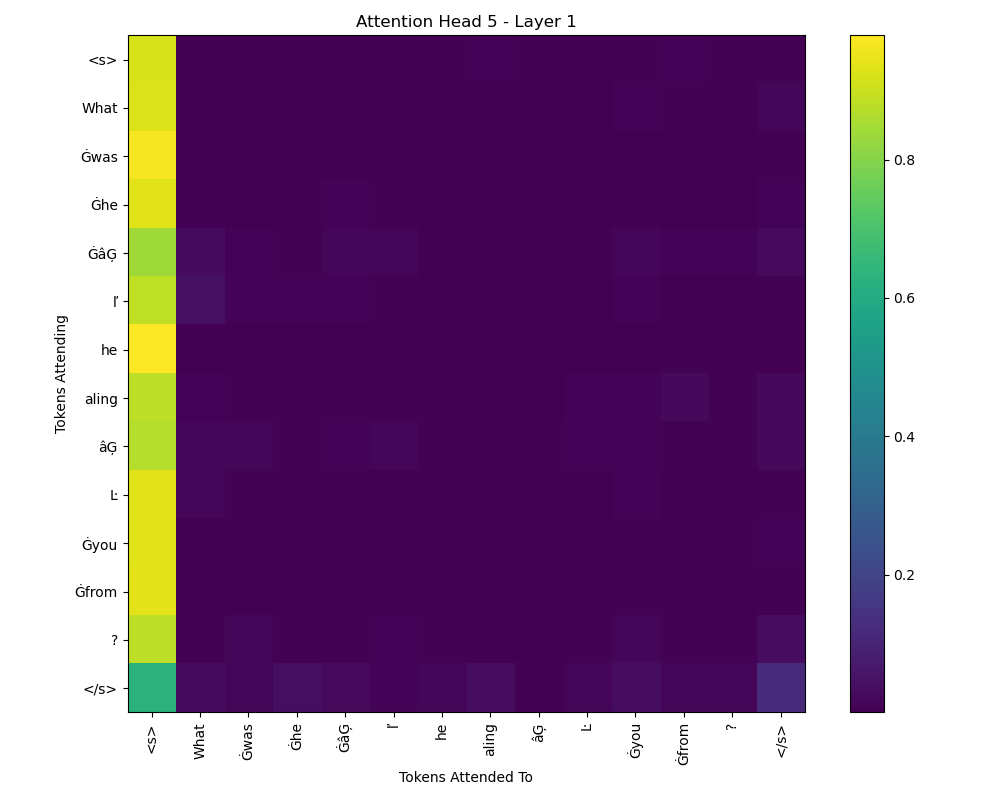 Attention Head 5 - Layer 1
Tokens Attending
<s>
What
Ġwas
Ġhe
ĠâĢ
ľ
he
aling
âĢ
Ŀ
Ġyou
Ġfrom
?
</s>
<s>
What
Ġwas
Ġhe
ĠâĢ
ľ
he
aling
âĢ
Ŀ
Ġyou
Ġfrom
?
</s>
Tokens Attended To
0.8
0.6
0.4
0.2